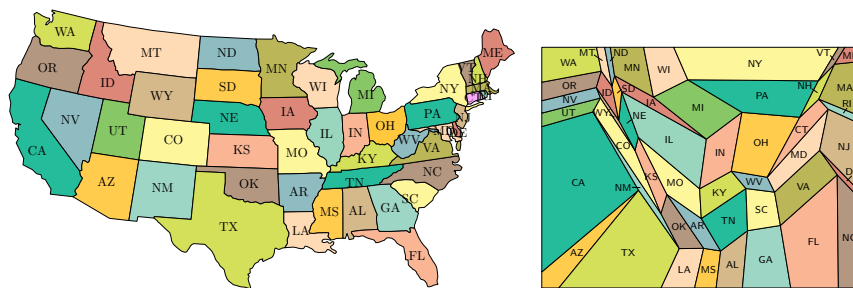 WA
MT
ND
MN
ME
OR
ID
WY
SD
WI
MI
NY
VT
NH
MA
NV
UT
NE
IA
IL
IN
OH
PA
NJ
CA
CO
KS
MO
KY
WV
VA
AZ
NM
OK
AR
TN
NC
SC
TX
LA
MS
AL
GA
FL
WA
MT
ND
MN
WI
NY
VT
OR
NV
UT
ID
SD
WY
NE
IA
MI
PA
NH
MA
RI
CO
IL
IN
OH
CT
MD
NJ
CA
NM
KS
MO
KY
WV
VA
OK
AR
TN
SC
AZ
TX
LA
MS
AL
GA
FL